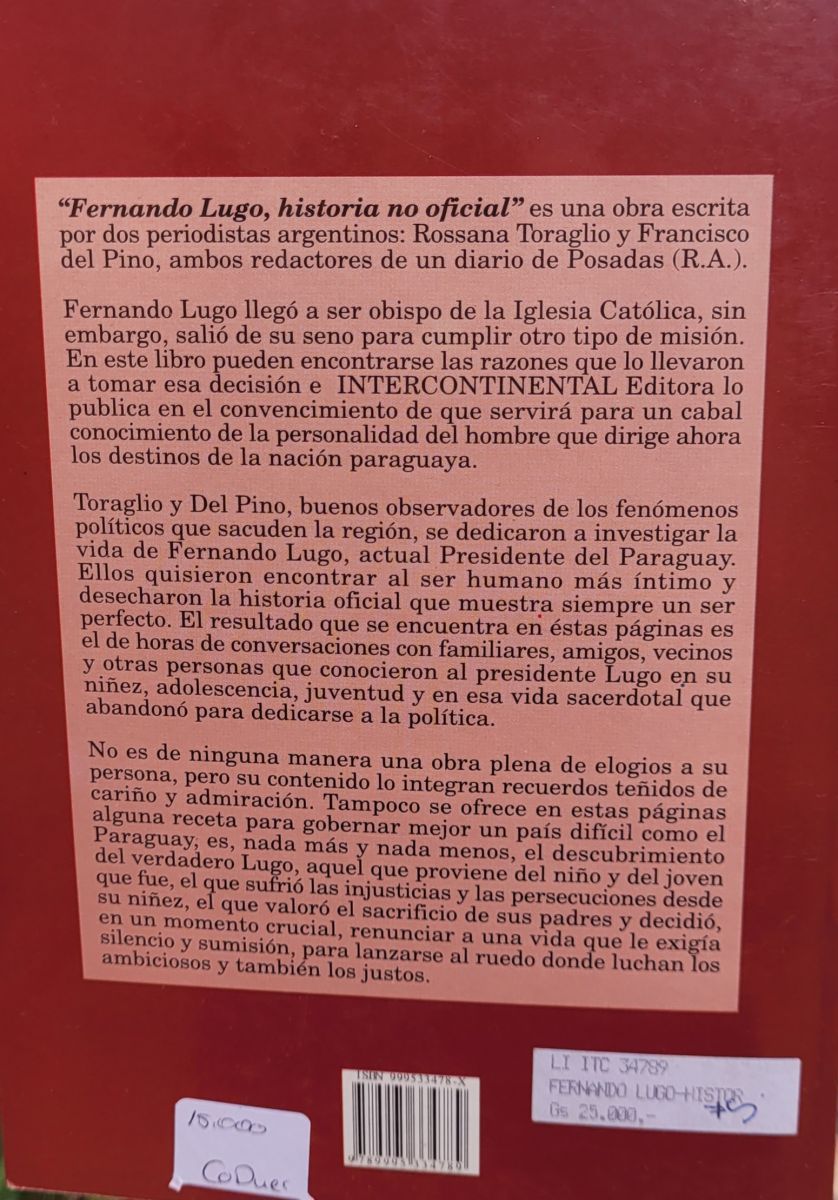 “Fernando Lugo, historia no oficial” es una obra escrita
por dos periodistas argentinos: Rossana Toraglio y Francisco
del Pino, ambos redactores de un diario de Posadas (R.A.).
Fernando Lugo llegó a ser obispo de la Iglesia Católica, sin
embargo, salió de su seno para cumplir otro tipo de misión.
En este libro pueden encontrarse las razones que lo llevaron
a tomar esa decisión e INTERCONTINENTAL Editora lo
publica en el convencimiento de que servirá para un cabal
conocimiento de la personalidad del hombre que dirige ahora
los destinos de la nación paraguaya.
Toraglio y Del Pino, buenos observadores de los fenómenos
políticos que sacuden la región, se dedicaron a investigar la
vida de Fernando Lugo, actual Presidente del Paraguay.
Ellos quisieron encontrar al ser humano más íntimo y
desecharon la historia oficial que muestra siempre un ser
perfecto. El resultado que se encuentra en éstas páginas es
el de horas de conversaciones con familiares, amigos, vecinos
y otras personas que conocieron al presidente Lugo en su
niñez, adolescencia, juventud y en esa vida sacerdotal que
abandonó para dedicarse a la política.
No es de ninguna manera una obra plena de elogios a su
persona, pero su contenido lo integran recuerdos teñidos de
cariño y admiración. Tampoco se ofrece en estas páginas
alguna receta para gobernar mejor un país difícil como el
Paraguay, es, nada más y nada menos, el descubrimiento
del verdadero Lugo, aquel que proviene del niño y del joven
que fue, el que sufrió las injusticias y las persecuciones desde
su niñez, el que valoró el sacrificio de sus padres y decidió,
en un momento crucial, renunciar a una vida que le exigía
silencio y sumisión, para lanzarse al ruedo donde luchan los
ambiciosos y también los justos.
ISBN 999533478-X
9789995334789
LI ITC 34789
FERNANDO LUGO-HISTOR
Gs 25.000,-
15.000